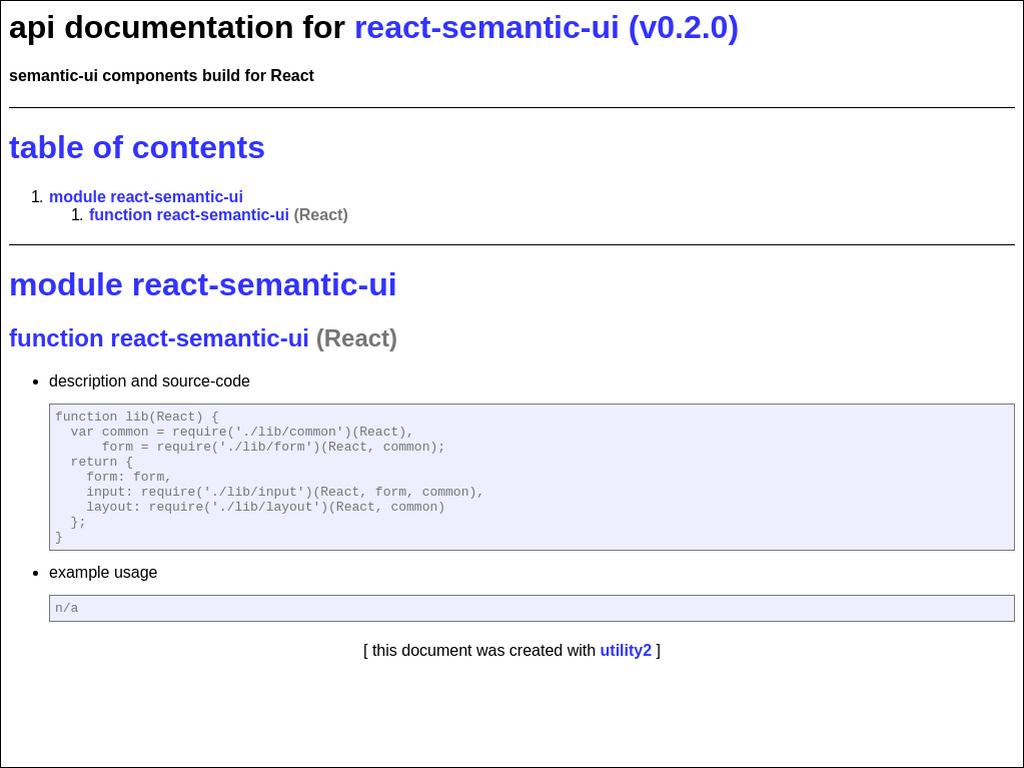 api documentation for react-semantic-ui (v0.2.0)
semantic-ui components build for React
table of contents
1. module react-semantic-ui
1. function react-semantic-ui (React)
module react-semantic-ui
function react-semantic-ui (React)
• description and source-code
function lib(React) {
  var common = require('./lib/common')(React),
      form = require('./lib/form')(React, common);
  return {
    form: form,
    input: require('./lib/input')(React, form, common),
    layout: require('./lib/layout')(React, common)
  };
}
• example usage
n/a
[ this document was created with utility2 ]